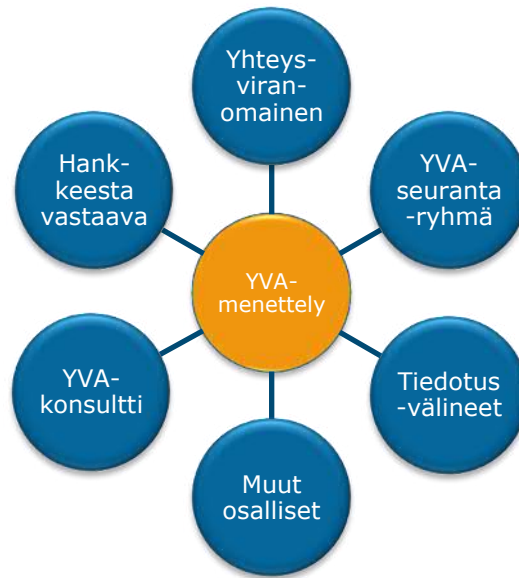 Yhteys-
viran-
omainen
Hank-
keesta
vastaava
YVA-
seuranta
-ryhmä
YVA-
menettely
YVA-
konsultti
Tiedotus
-välineet
Muut
osalliset